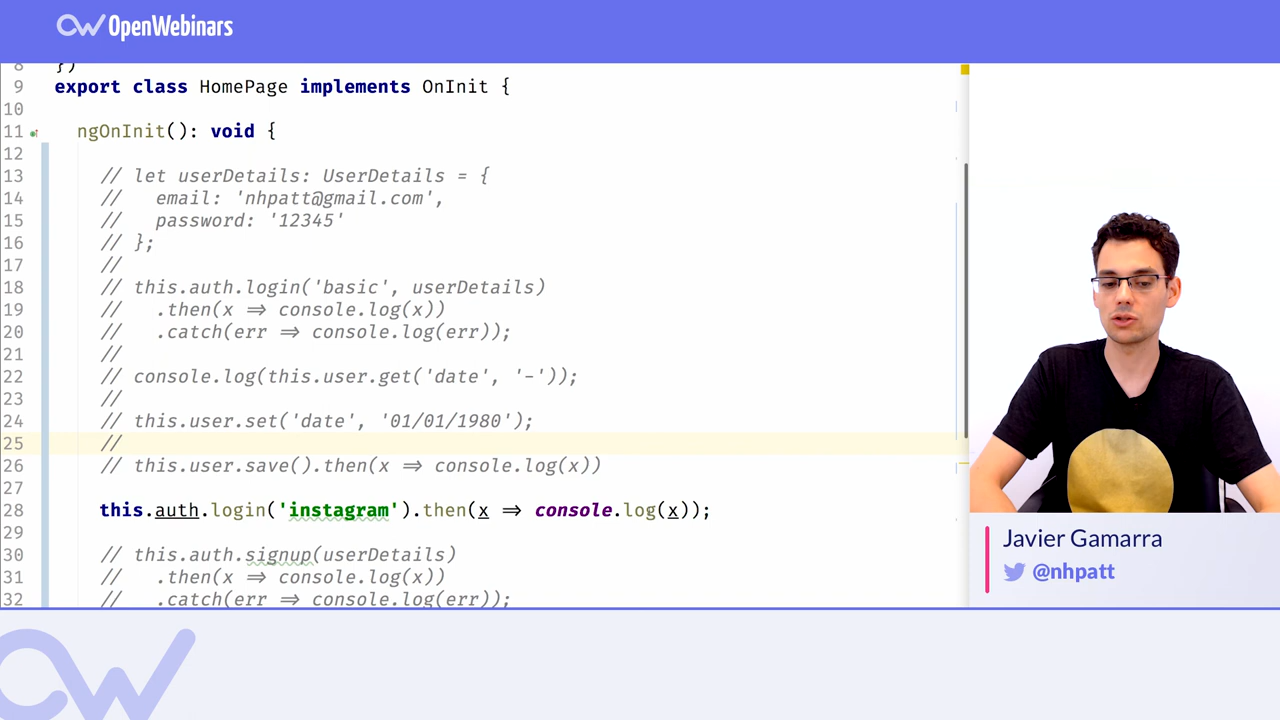 OpenWebinars
8 })
9 export class HomePage implements OnInit {
10
11 ngOnInit(): void {
12
13 // let userDetails: UserDetails = {
14 // email: 'nhpatt@gmail.com',
15 // password: '12345'
16 // };
17 //
18 // this.auth.login('basic', userDetails)
19 // .then(x => console.log(x))
20 // .catch(err => console.log(err));
21 //
22 // console.log(this.user.get('date', '-'));
23 //
24 // this.user.set('date', '01/01/1980');
25 //
26 // this.user.save().then(x => console.log(x))
27
28 this.auth.login('instagram').then(x => console.log(x));
29
30 // this.auth.signup(userDetails)
31 // .then(x => console.log(x))
32 // .catch(err => console.log(err));
Javier Gamarra
@nhpatt